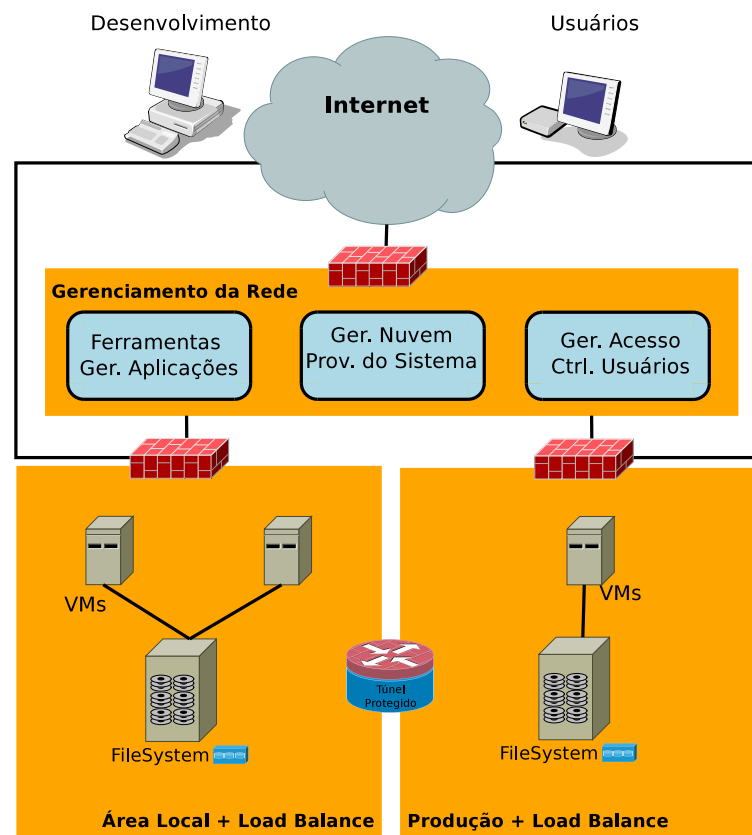 Desenvolvimento
Usuários
Internet
Gerenciamento da Rede
Ferramentas
Ger. Aplicações
Ger. Nuvem
Prov. do Sistema
Ger. Acesso
Ctrl. Usuários
VMs
VMs
Túnel
Protegido
FileSystem
FileSystem
Área Local + Load Balance
Produção + Load Balance